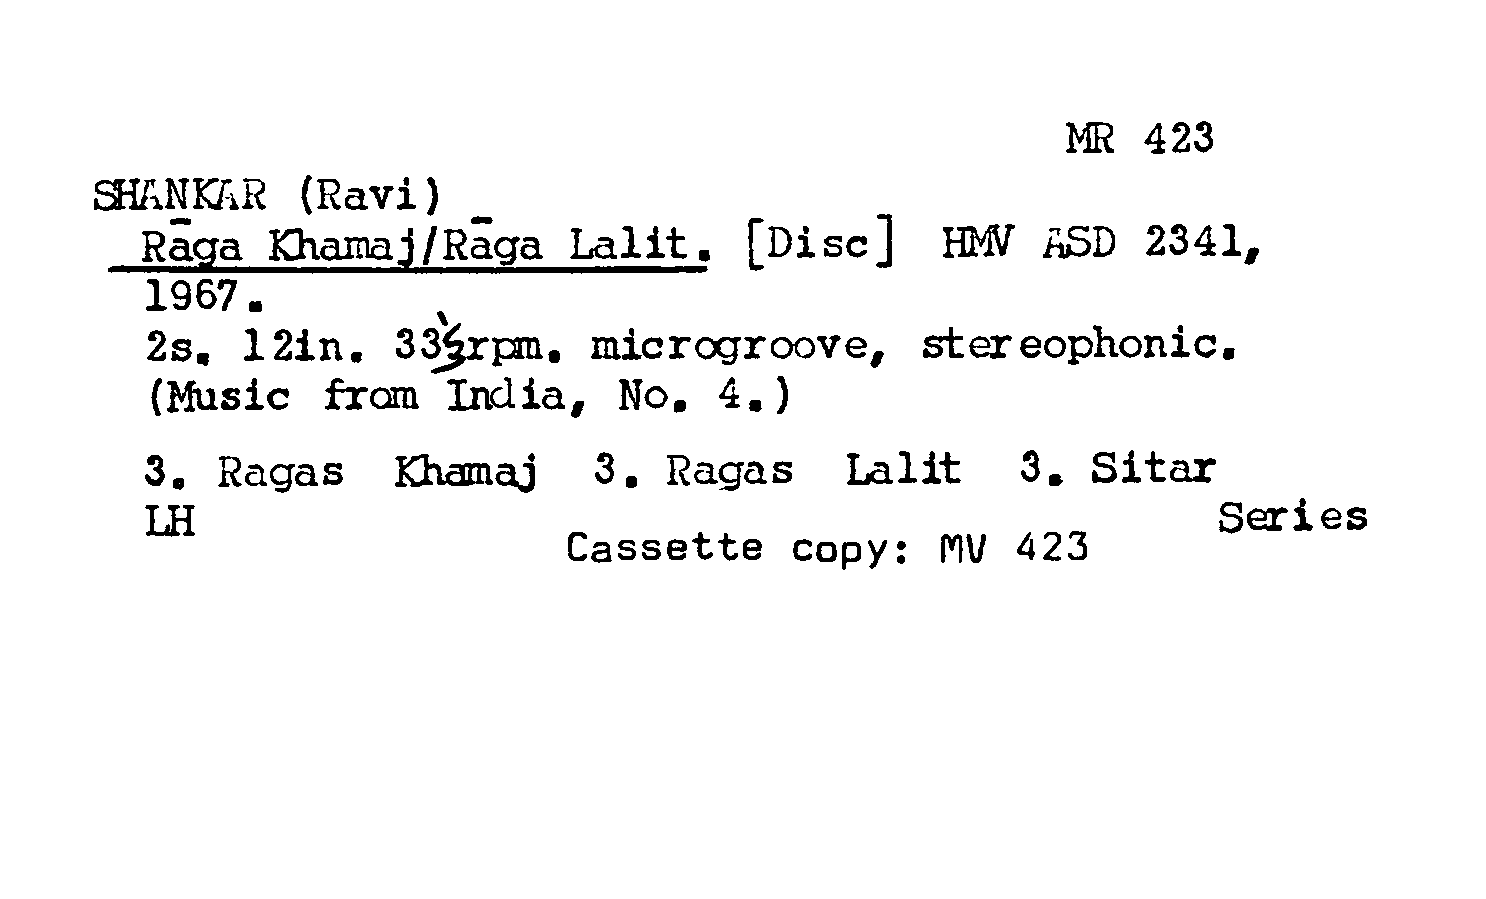 MR 423
SHANKAR (Ravi)
Rāga Khamaj/Rāga Lalit. [Disc] HMV ASD 2341,
1967.
2s. 12in. 33⅓rpm. microgroove, stereophonic.
(Music from India, No. 4.)
3. Ragas Khamaj 3. Ragas Lalit 3. Sitar
LH Series
Cassette copy: MV 423